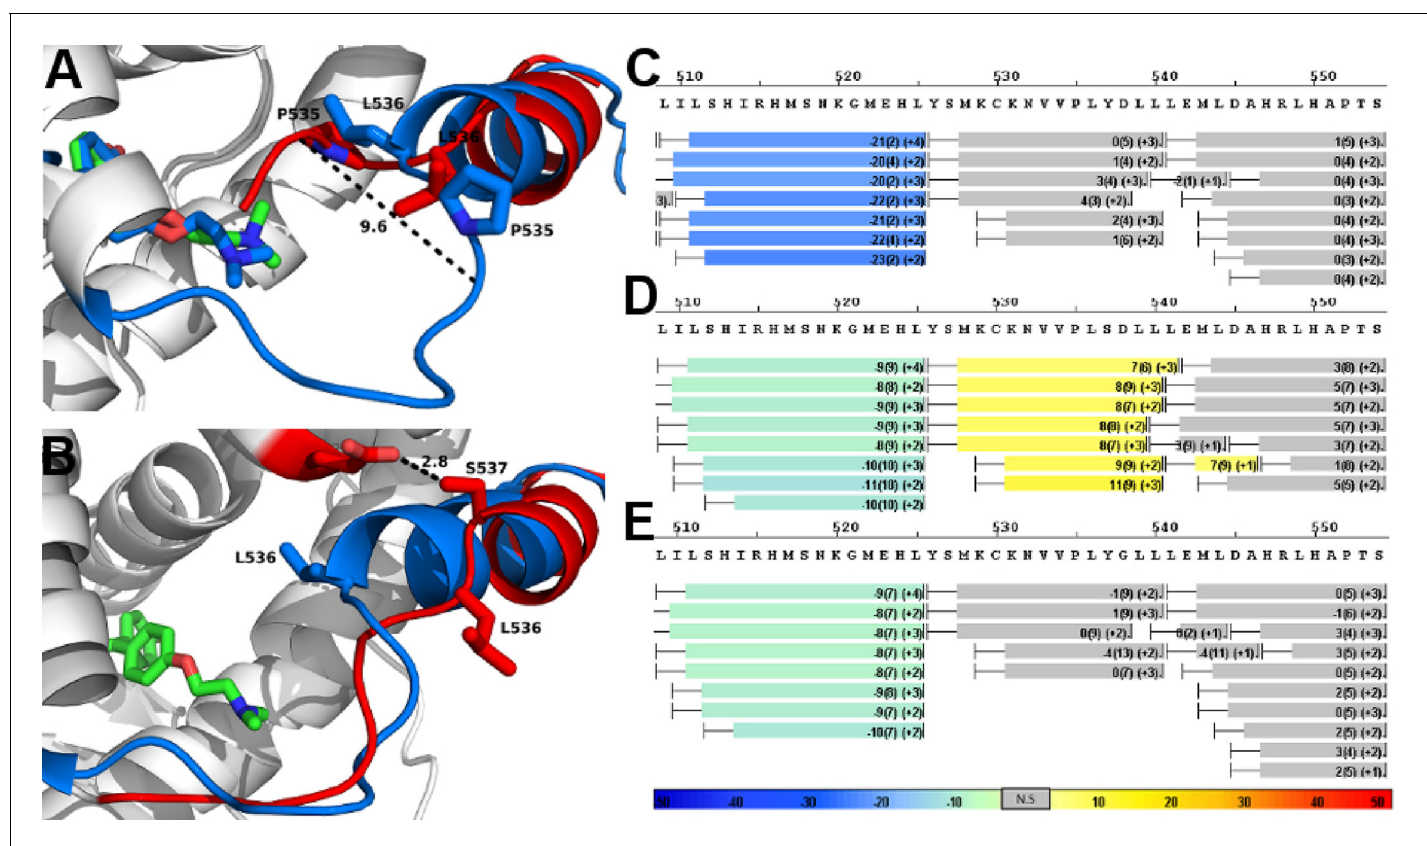 A
P535
L536
L536
9.6
P535
B
2.8
S537
L536
L536
C
510 520 530 540 550
L I L S H I R H M S N K G M E H L Y S M K C K N V V P L Y D L L L E M L D A H R L H A P T S
-21(2) (+4) 0(5) (+3) 1(5) (+3)
-20(4) (+2) 1(4) (+2) 0(4) (+2)
-20(2) (+3) 3(4) (+3) -2(1) (+1) 0(4) (+3)
3) -22(2) (+3) 4(3) (+2) 0(3) (+2)
-21(2) (+3) 2(4) (+3) 0(4) (+2)
-22(4) (+2) 1(6) (+2) 0(4) (+3)
-23(2) (+2) 0(3) (+2)
0(4) (+2)
D
510 520 530 540 550
L I L S H I R H M S N K G M E H L Y S M K C K N V V P L S D L L L E M L D A H R L H A P T S
-9(9) (+4) 7(6) (+3) 3(8) (+2)
-8(8) (+2) 8(9) (+3) 5(7) (+3)
-9(9) (+3) 8(7) (+2) 5(7) (+2)
-9(9) (+3) 8(8) (+2) 5(7) (+3)
-8(9) (+2) 8(7) (+3) 3(9) (+1) 3(7) (+2)
-10(10) (+3) 9(9) (+2) 7(9) (+1) 1(8) (+2)
-11(10) (+2) 11(9) (+3) 5(5) (+2)
-10(10) (+2)
E
510 520 530 540 550
L I L S H I R H M S N K G M E H L Y S M K C K N V V P L Y G L L L E M L D A H R L H A P T S
-9(7) (+4) -1(9) (+2) 0(5) (+3)
-8(7) (+2) 1(9) (+3) -1(6) (+2)
-8(7) (+3) 0(9) (+2) 0(2) (+1) 3(4) (+3)
-8(7) (+3) -4(13) (+2) -4(11) (+1) 3(5) (+2)
-8(7) (+2) 0(7) (+3) 0(5) (+2)
-9(8) (+3) 2(5) (+2)
-9(7) (+2) 0(5) (+3)
-10(7) (+2) 2(5) (+2)
3(4) (+2)
2(5) (+1)
-50 -40 -30 -20 -10 N.S 10 20 30 40 50